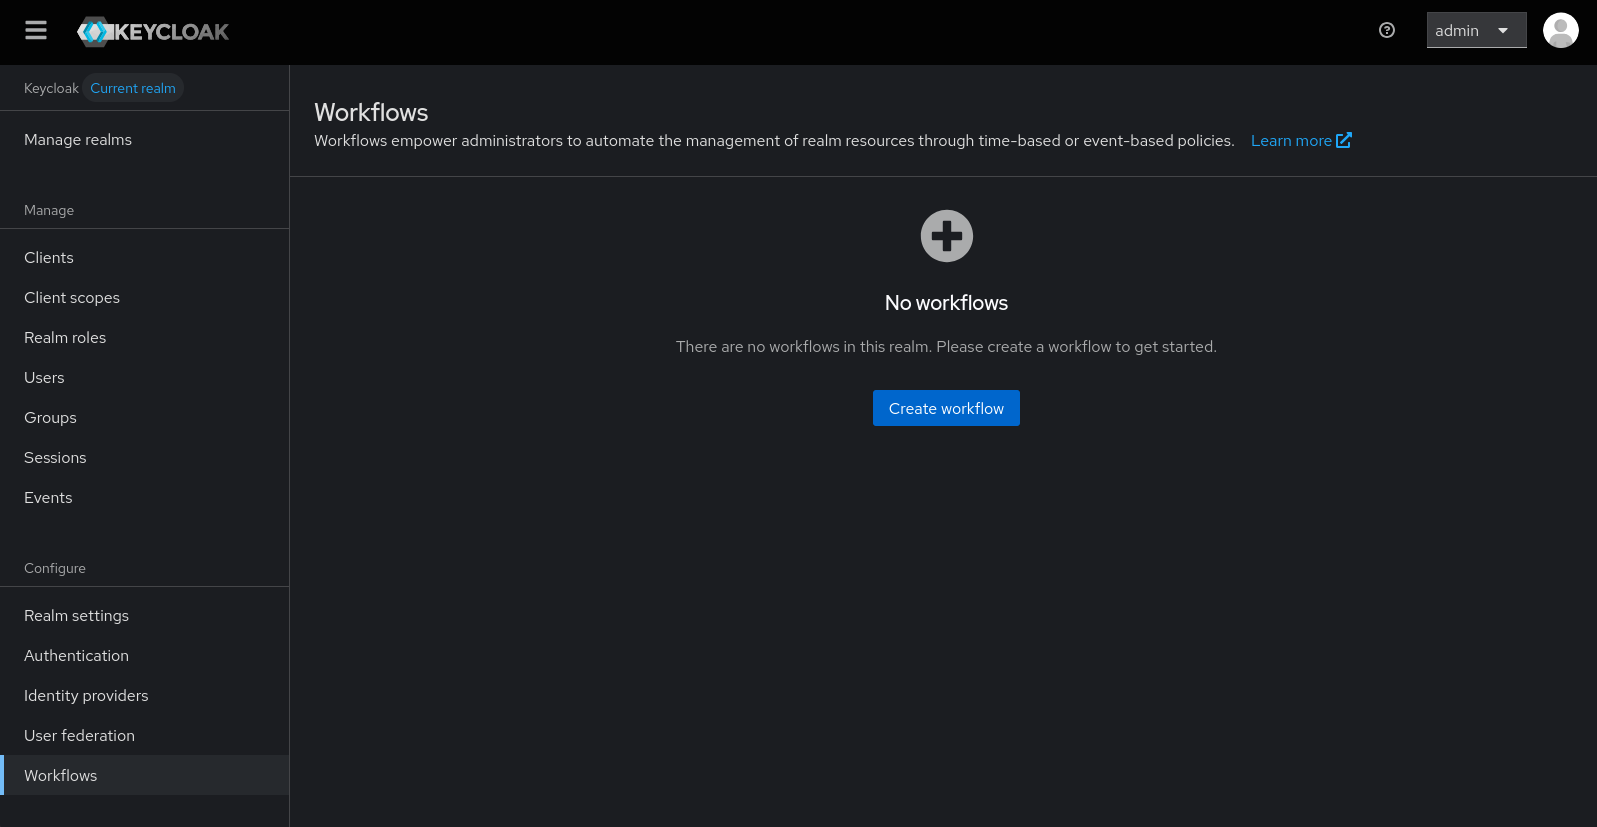 KEYCLOAK
admin
Keycloak Current realm
Manage realms
Manage
Clients
Client scopes
Realm roles
Users
Groups
Sessions
Events
Configure
Realm settings
Authentication
Identity providers
User federation
Workflows
Workflows
Workflows empower administrators to automate the management of realm resources through time-based or event-based policies. Learn more
No workflows
There are no workflows in this realm. Please create a workflow to get started.
Create workflow